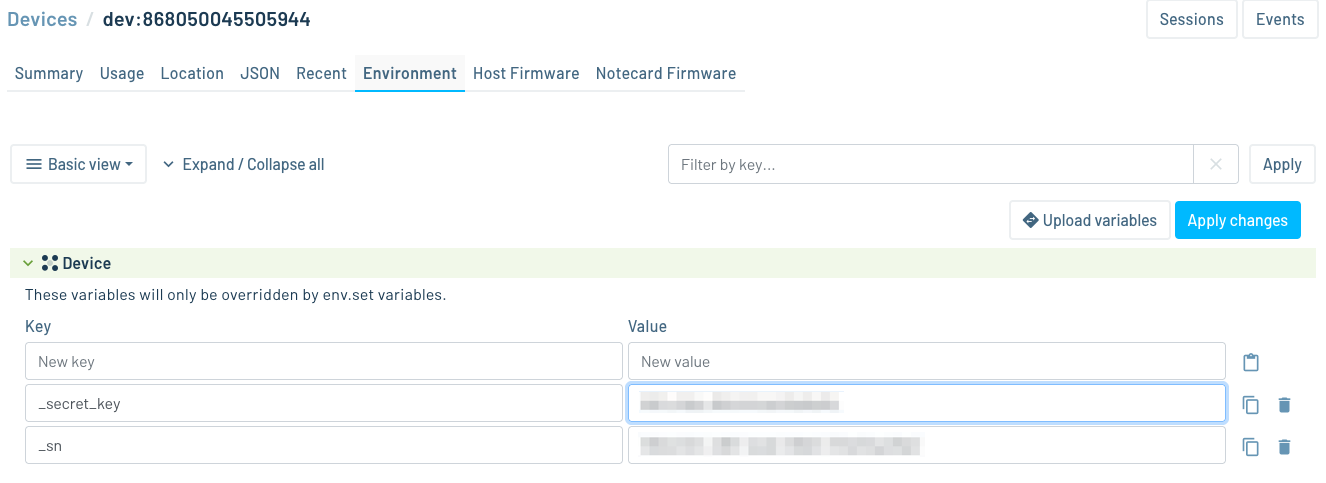 Devices / dev:868050045505944 Sessions Events
Summary Usage Location JSON Recent Environment Host Firmware Notecard Firmware
Basic view Expand / Collapse all Filter by key... Apply
Upload variables Apply changes
Device
These variables will only be overridden by env.set variables.
Key Value
New key New value
_secret_key
_sn